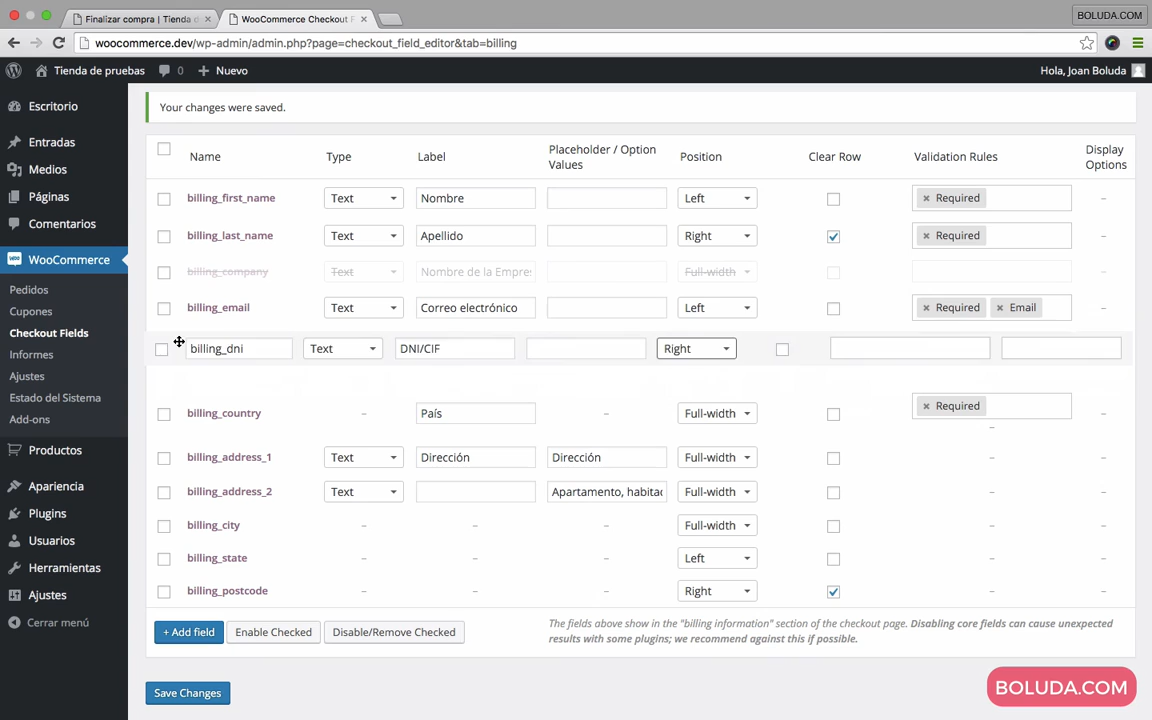 Finalizar compra | Tienda d
WooCommerce Checkout F
BOLUDA.COM
woocommerce.dev/wp-admin/admin.php?page=checkout_field_editor&tab=billing
Tienda de pruebas
0
Nuevo
Hola, Joan Boluda
Escritorio
Entradas
Medios
Páginas
Comentarios
WooCommerce
Pedidos
Cupones
Checkout Fields
Informes
Ajustes
Estado del Sistema
Add-ons
Productos
Apariencia
Plugins
Usuarios
Herramientas
Ajustes
Cerrar menú
Your changes were saved.
Name Type Label Placeholder / Option Values Position Clear Row Validation Rules Display Options
billing_first_name Text Nombre Left × Required –
billing_last_name Text Apellido Right × Required –
billing_company Text Nombre de la Empres Full-width –
billing_email Text Correo electrónico Left × Required × Email –
billing_dni Text DNI/CIF Right
billing_country – País – Full-width × Required – –
billing_address_1 Text Dirección Dirección Full-width – –
billing_address_2 Text Apartamento, habitac Full-width – –
billing_city – – – Full-width – –
billing_state – – – Left – –
billing_postcode – – – Right – –
+ Add field
Enable Checked
Disable/Remove Checked
The fields above show in the "billing information" section of the checkout page. Disabling core fields can cause unexpected
results with some plugins; we recommend against this if possible.
Save Changes
BOLUDA.COM